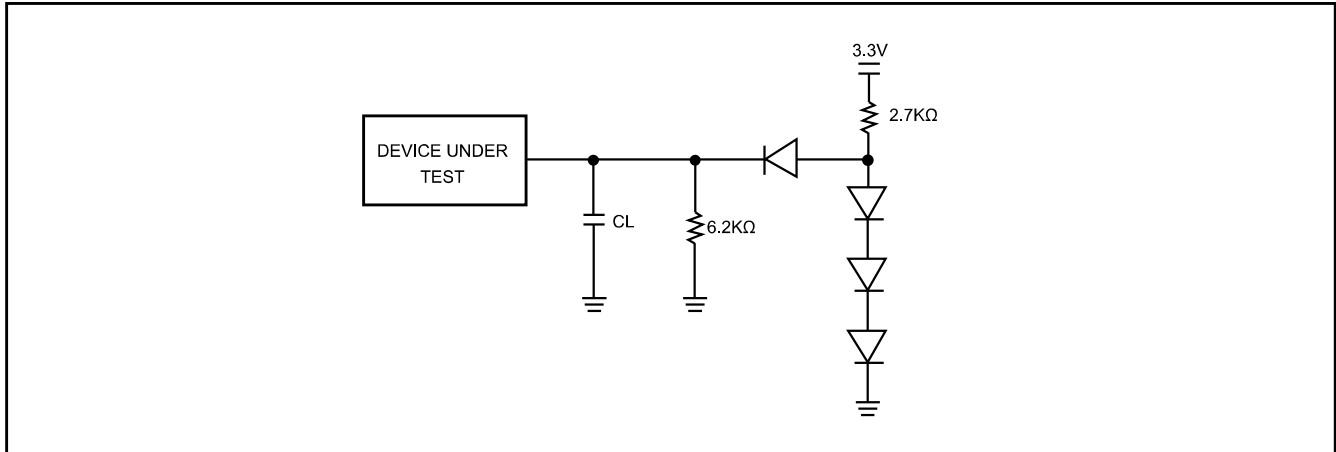 3.3V
2.7KΩ
DEVICE UNDER
TEST
CL
6.2KΩ